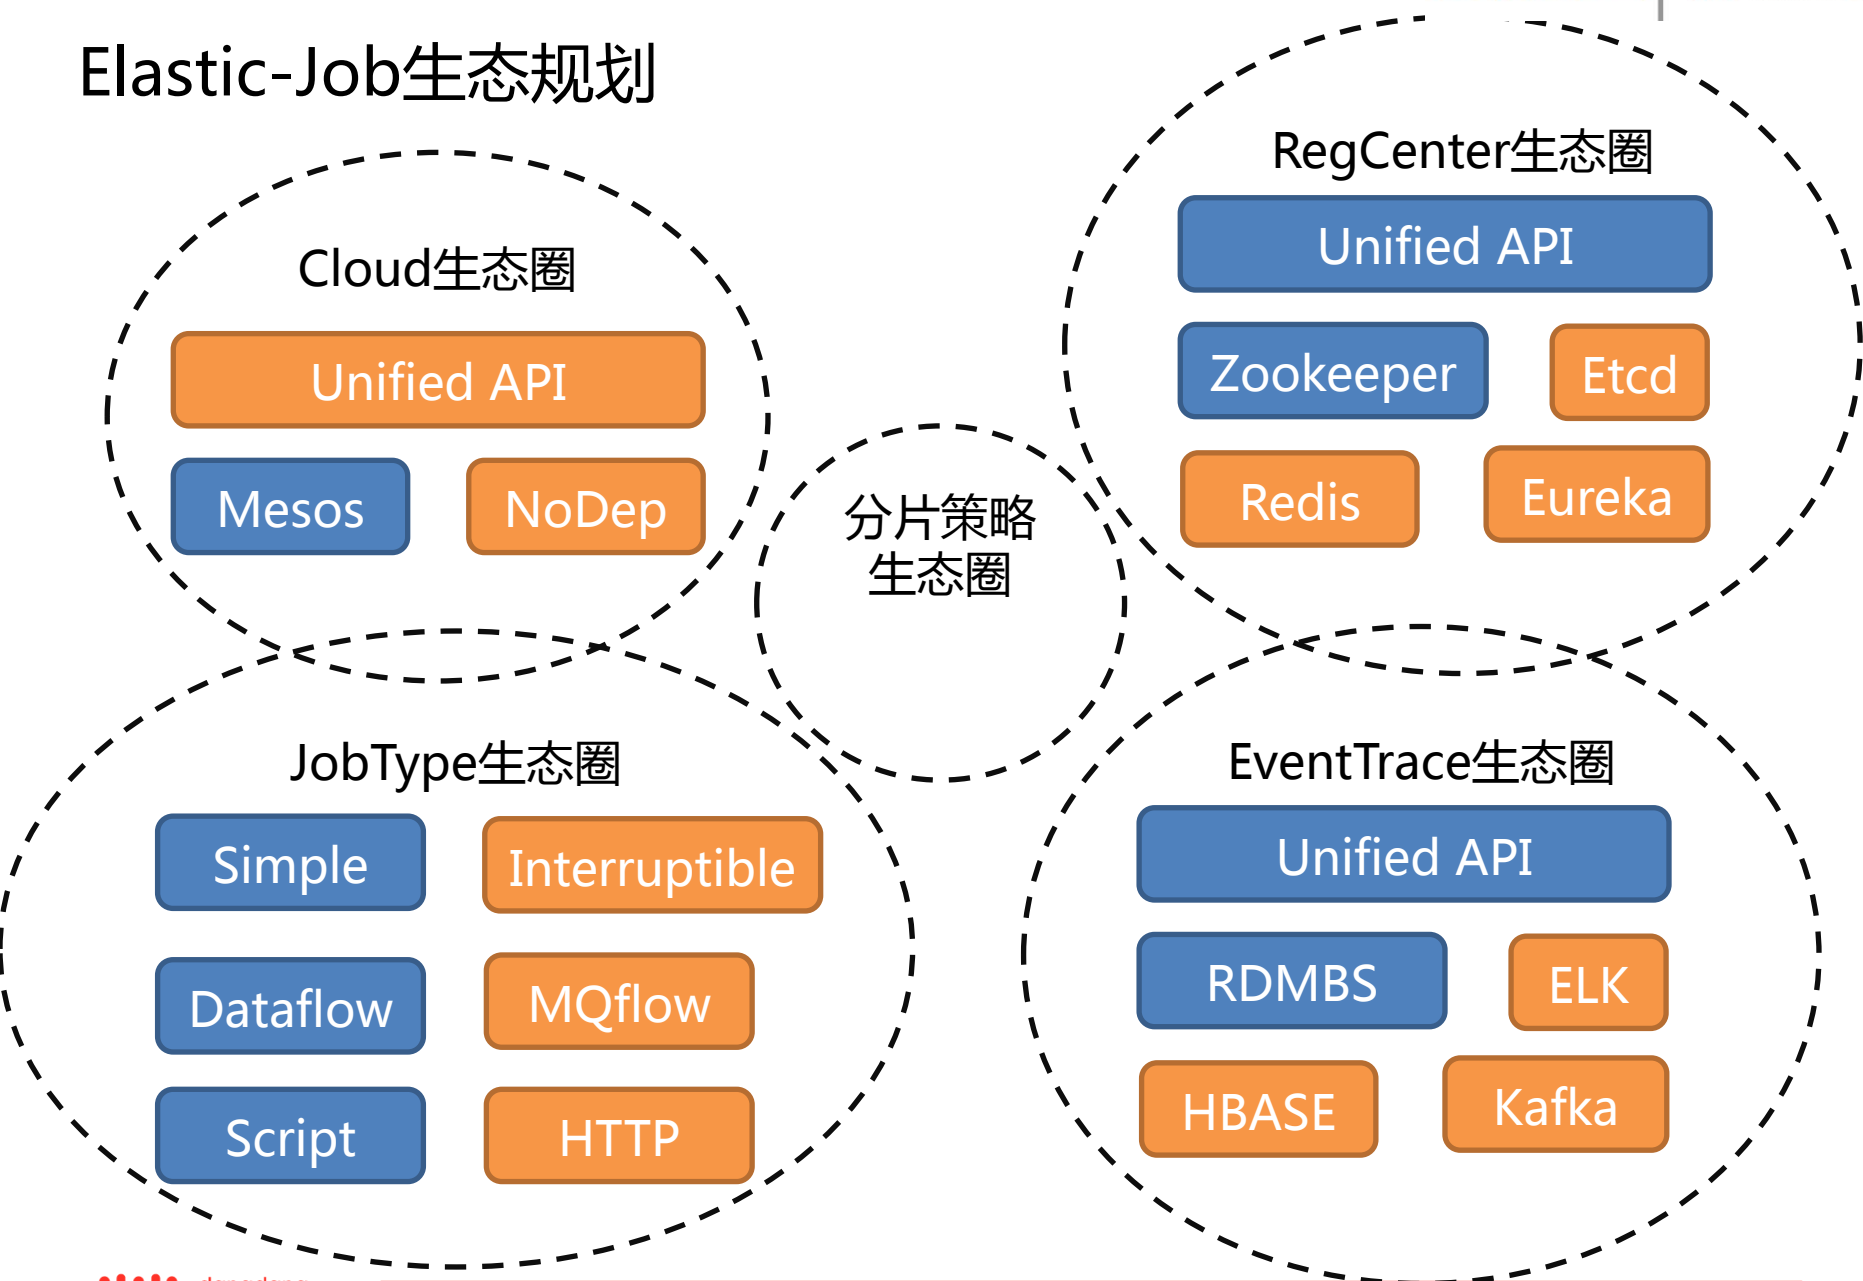 Elastic-Job生态规划
Cloud生态圈
Unified API
Mesos
NoDep
RegCenter生态圈
Unified API
Zookeeper
Etcd
Redis
Eureka
分片策略
生态圈
JobType生态圈
Simple
Interruptible
Dataflow
MQflow
Script
HTTP
EventTrace生态圈
Unified API
RDMBS
ELK
HBASE
Kafka